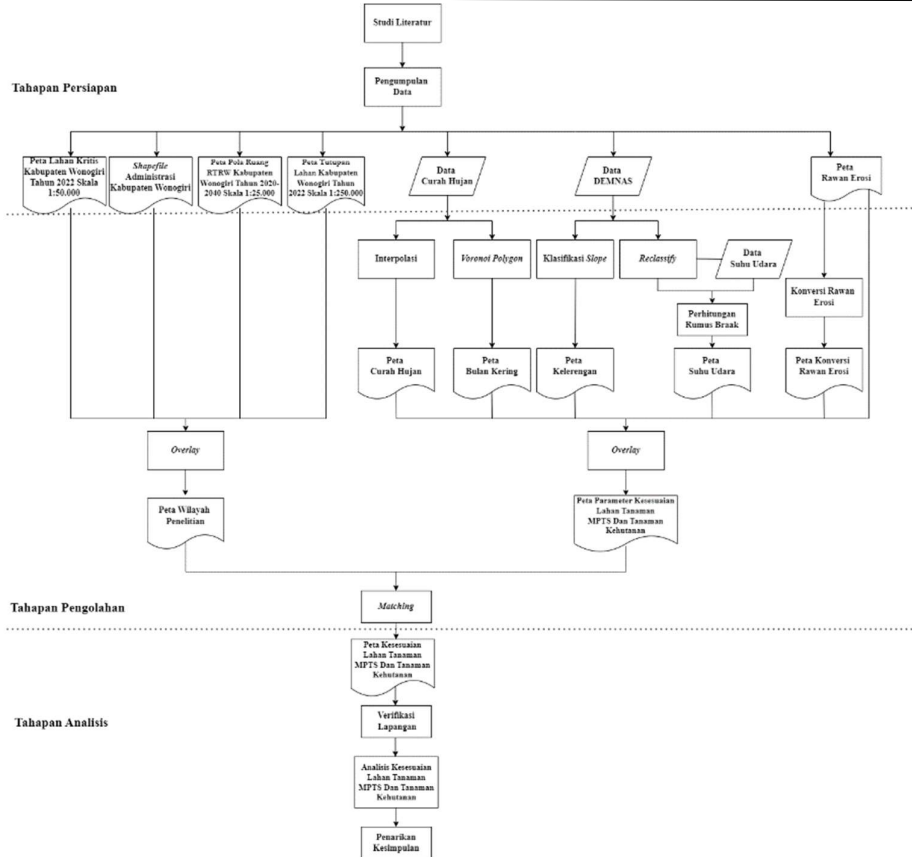 Studi Literatur
Pengumpulan
Data
Tahapan Persiapan
Peta Lahan Kritis
Kabupaten Wonogiri
Tahun 2022 Skala
1:50.000
Shapefile
Administrasi
Kabupaten Wonogiri
Peta Pola Ruang
RTRW Kabupaten
Wonogiri Tahun 2020-
2040 Skala 1:25.000
Peta Tutupan
Lahan Kabupaten
Wonogiri Tahun
2022 Skala 1:250.000
Data
Curah Hujan
Data
DEMNAS
Peta
Rawan Erosi
Interpolasi
Voronoi Polygon
Klasifikasi Slope
Reclassify
Data
Suhu Udara
Konversi Rawan
Erosi
Perhitungan
Rumus Braak
Peta
Curah Hujan
Peta
Bulan Kering
Peta
Kelerengan
Peta
Suhu Udara
Peta Konversi
Rawan Erosi
Overlay
Overlay
Peta Wilayah
Penelitian
Peta Parameter Kesesuaian
Lahan Tanaman
MPTS Dan Tanaman
Kehutanan
Tahapan Pengolahan
Matching
Peta Kesesuaian
Lahan Tanaman
MPTS Dan Tanaman
Kehutanan
Tahapan Analisis
Verifikasi
Lapangan
Analisis Kesesuaian
Lahan Tanaman
MPTS Dan Tanaman
Kehutanan
Penarikan
Kesimpulan